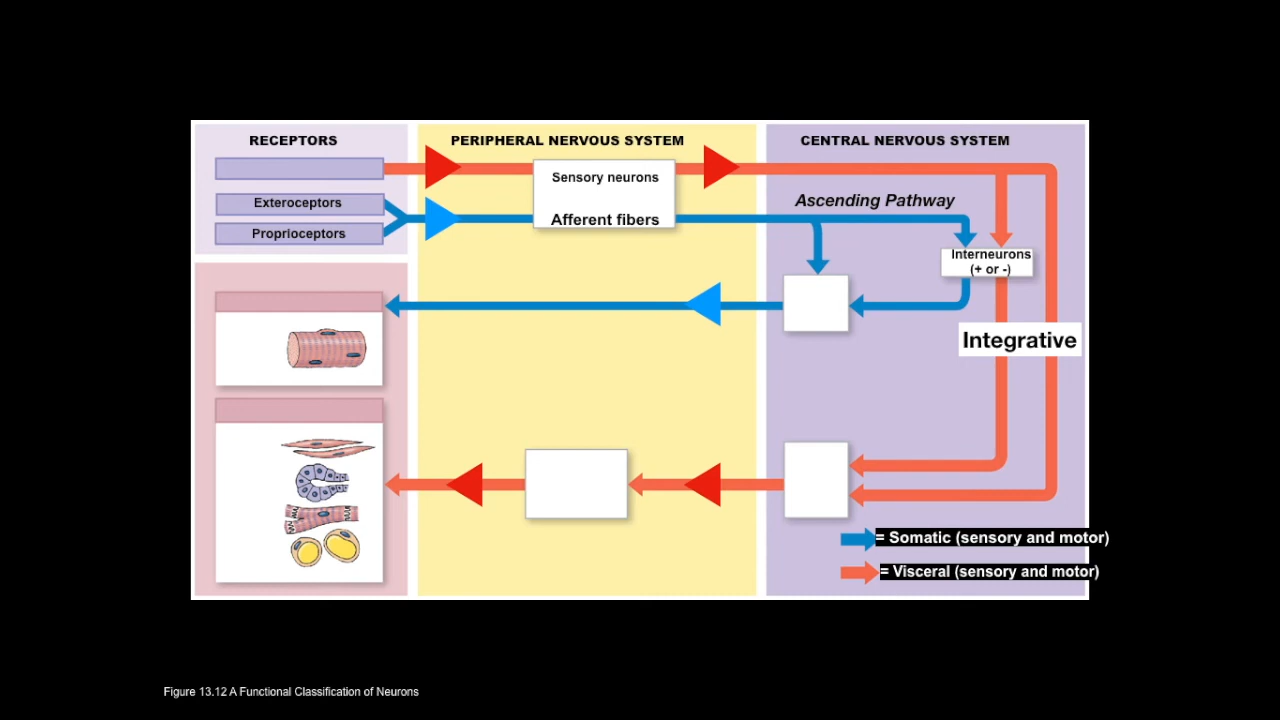 RECEPTORS
PERIPHERAL NERVOUS SYSTEM
CENTRAL NERVOUS SYSTEM
Sensory neurons
Afferent fibers
Exteroceptors
Proprioceptors
Ascending Pathway
Interneurons
(+ or -)
Integrative
= Somatic (sensory and motor)
= Visceral (sensory and motor)
Figure 13.12 A Functional Classification of Neurons